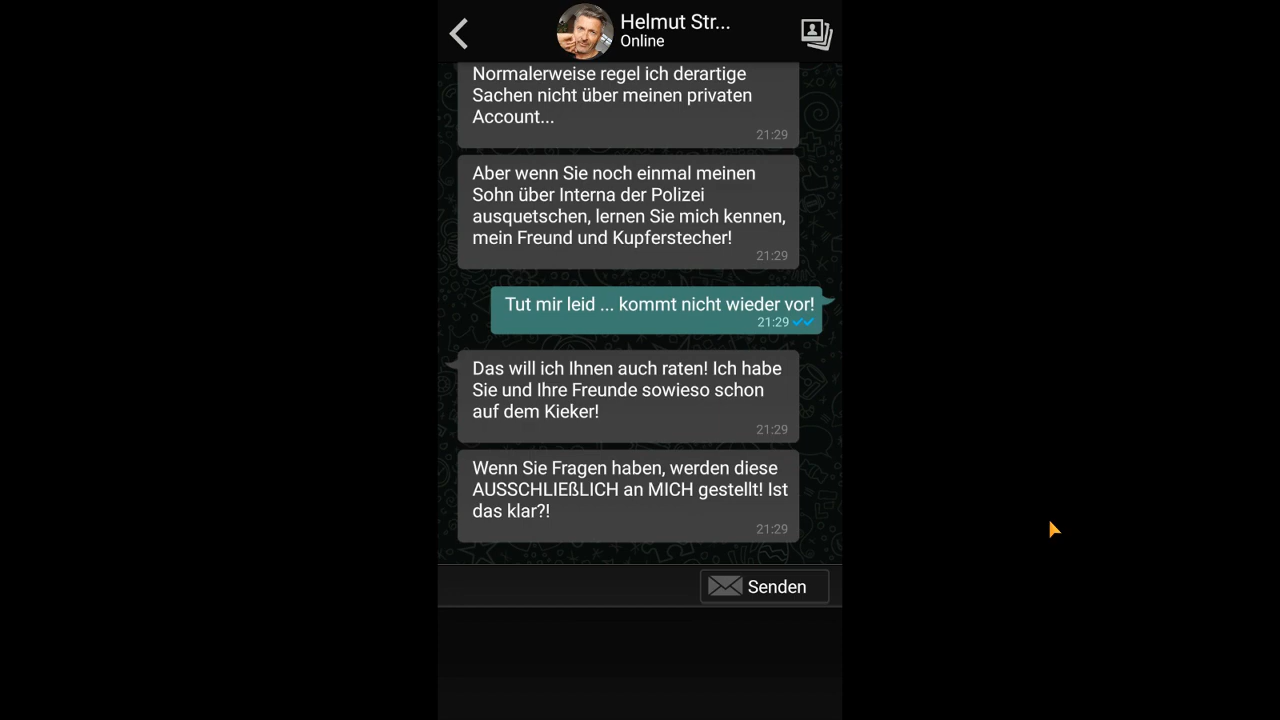 Helmut Str...
Online
Normalerweise regel ich derartige
Sachen nicht über meinen privaten
Account...
21:29
Aber wenn Sie noch einmal meinen
Sohn über Interna der Polizei
ausquetschen, lernen Sie mich kennen,
mein Freund und Kupferstecher!
21:29
Tut mir leid ... kommt nicht wieder vor!
21:29
Das will ich Ihnen auch raten! Ich habe
Sie und Ihre Freunde sowieso schon
auf dem Kieker!
21:29
Wenn Sie Fragen haben, werden diese
AUSSCHLIEßLICH an MICH gestellt! Ist
das klar?!
21:29
Senden